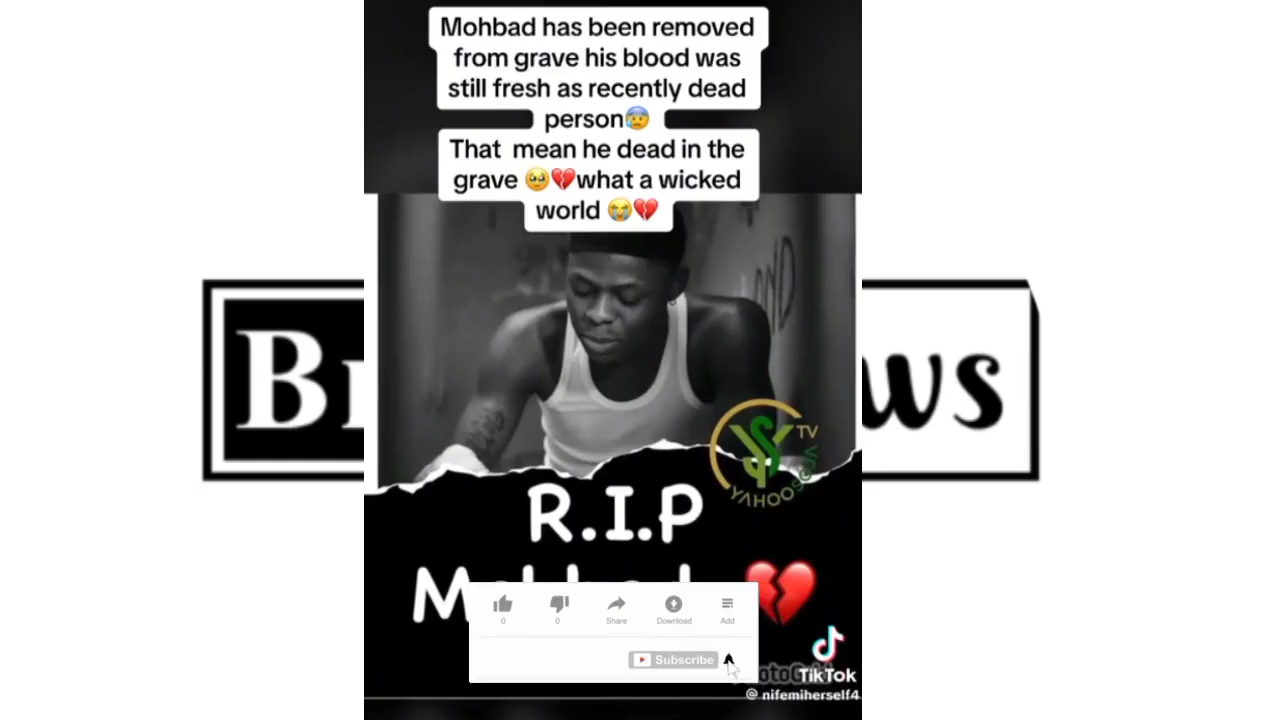 Mohbad has been removed
from grave his blood was
still fresh as recently dead
person😰
That  mean he dead in the
grave 🥹💔what a wicked
world 😭💔
TV
YAHOO
R.I.P
0
0
Share
Download
Add
Subscribe
TikTok
@ nifemiherself4